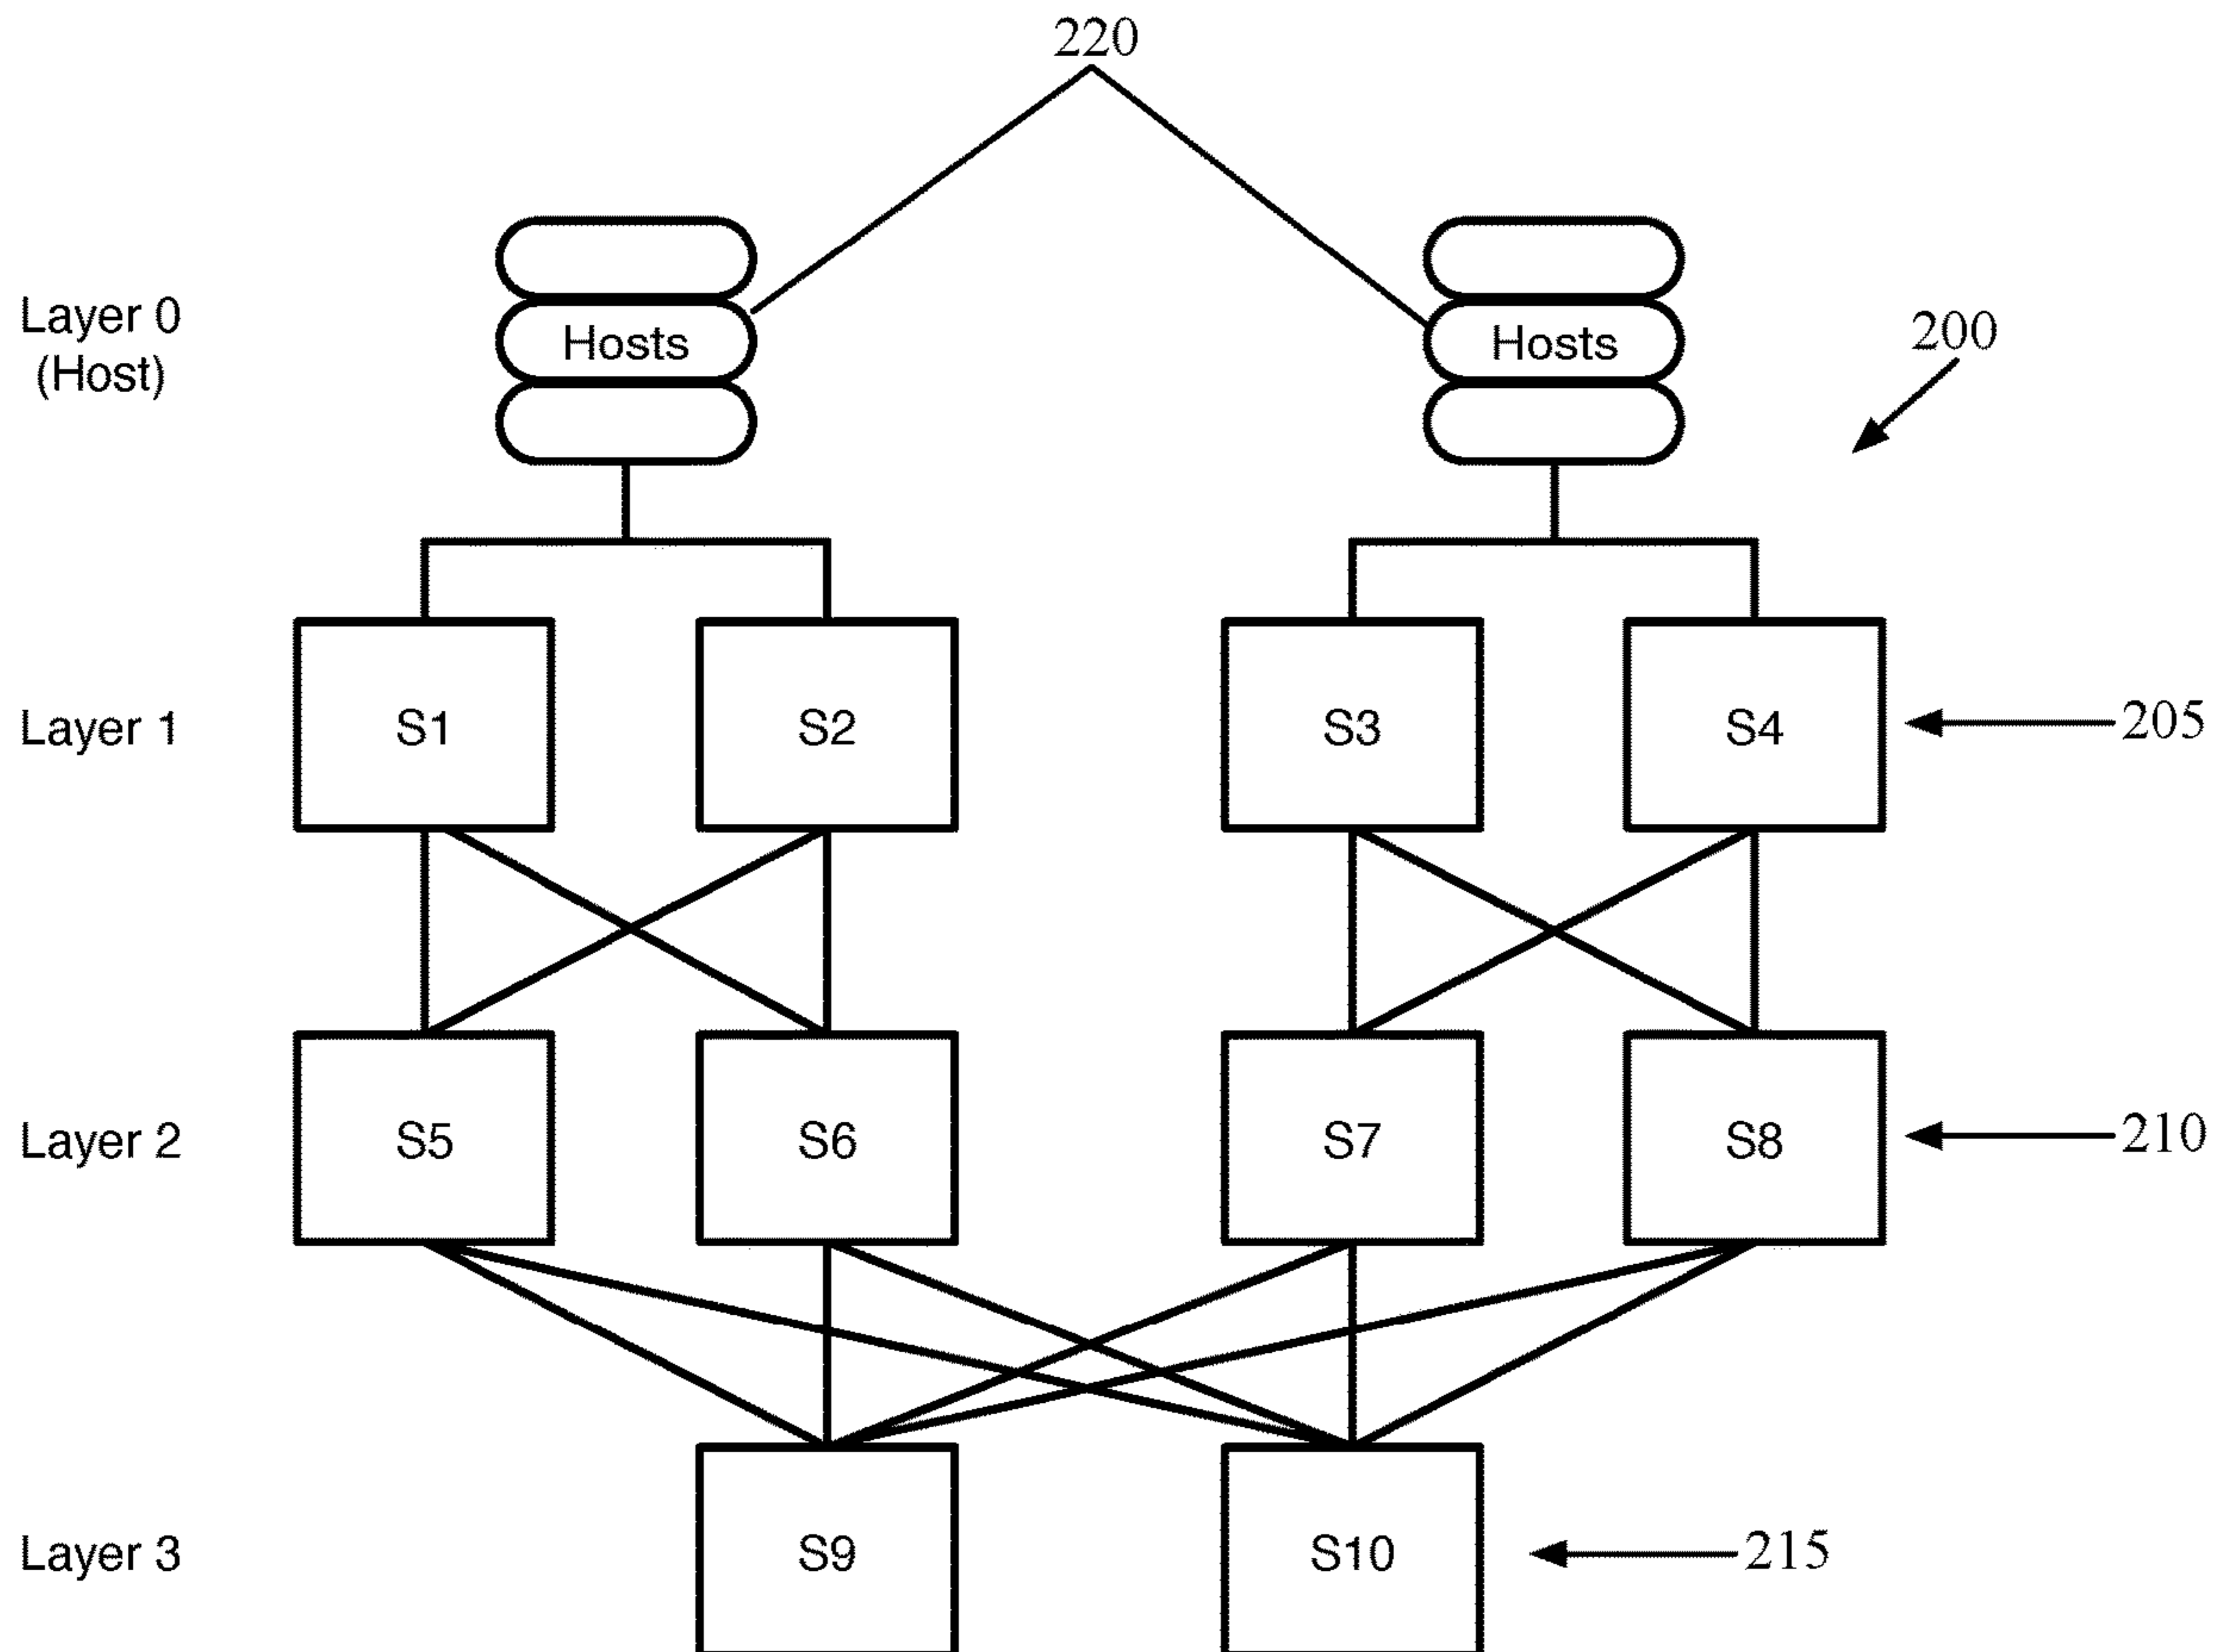 220
Layer 0
(Host)
Hosts
Hosts
200
Layer 1
S1
S2
S3
S4
205
Layer 2
S5
S6
S7
S8
210
Layer 3
S9
S10
215